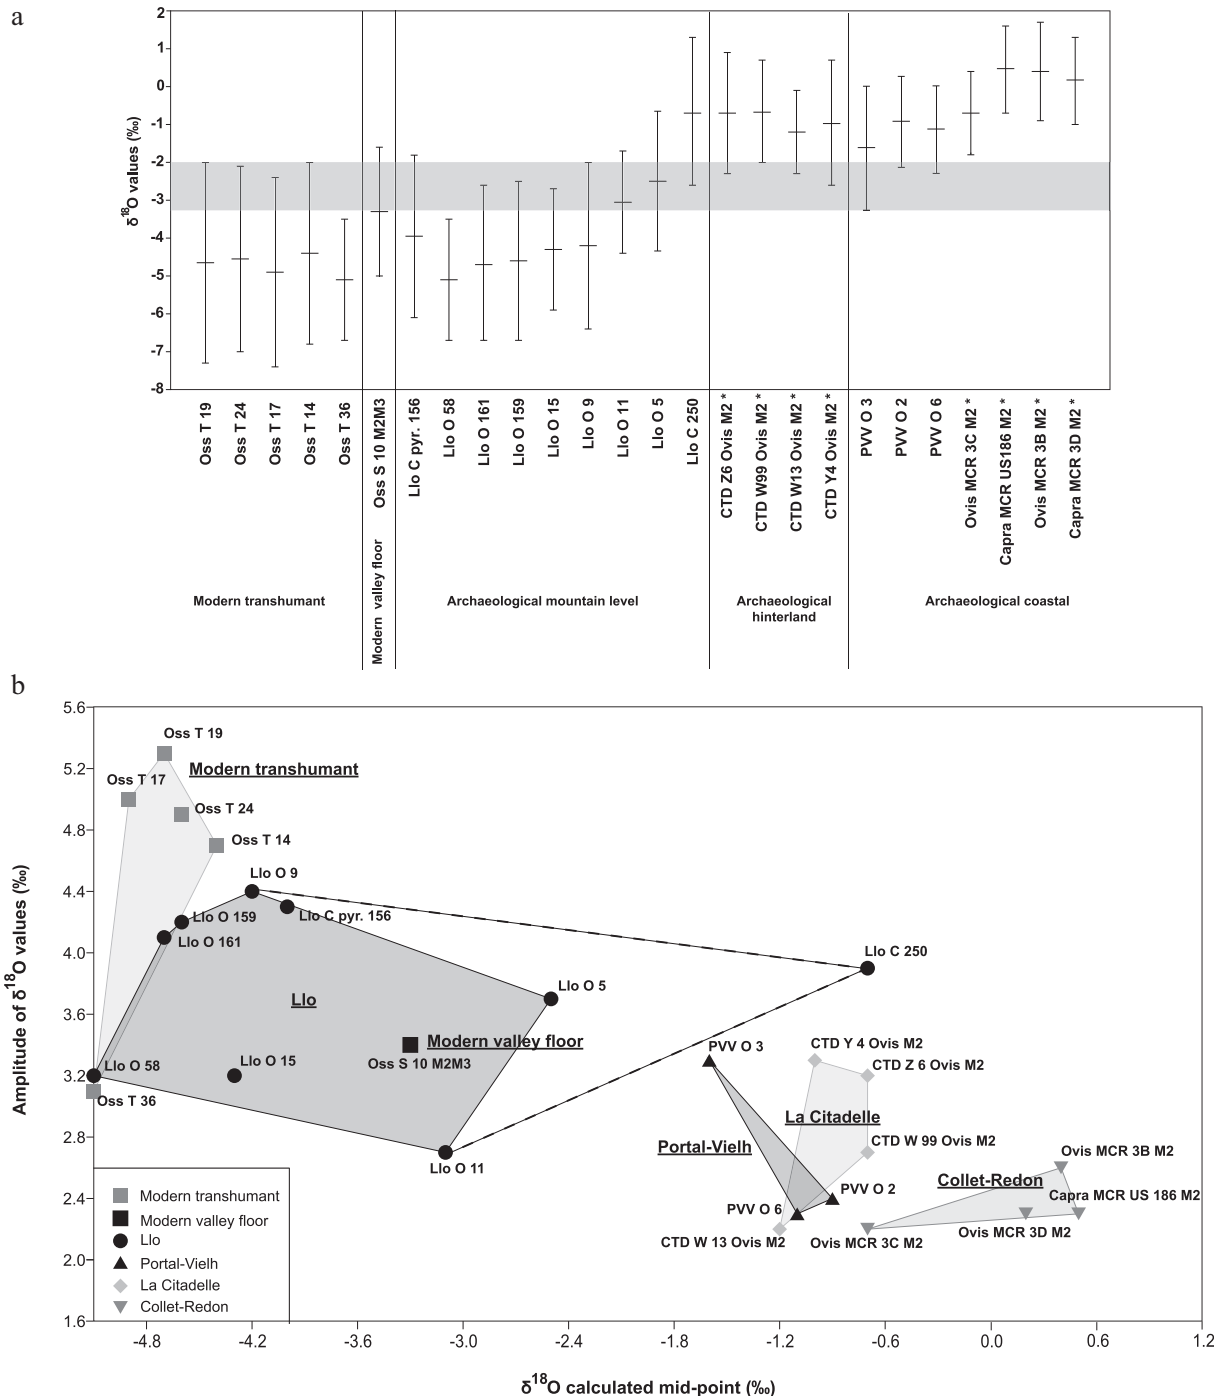 a
2
1
0
-1
-2
-3
-4
-5
-6
-7
-8
δ18O values (‰)
Oss T 19
Oss T 24
Oss T 17
Oss T 14
Oss T 36
Oss S 10 M2M3
Llo C pyr. 156
Llo O 58
Llo O 161
Llo O 159
Llo O 15
Llo O 9
Llo O 11
Llo O 5
Llo C 250
CTD Z6 Ovis M2 *
CTD W99 Ovis M2 *
CTD W13 Ovis M2 *
CTD Y4 Ovis M2 *
PVV O 3
PVV O 2
PVV O 6
Ovis MCR 3C M2 *
Capra MCR US186 M2 *
Ovis MCR 3B M2 *
Capra MCR 3D M2 *
Modern transhumant
Modern valley floor
Archaeological mountain level
Archaeological
hinterland
Archaeological coastal
b
5.6
5.2
4.8
4.4
4.0
3.6
3.2
2.8
2.4
2.0
1.6
Amplitude of δ18O values (‰)
Oss T 19
Modern transhumant
Oss T 17
Oss T 24
Oss T 14
Llo O 9
Llo O 159
Llo C pyr. 156
Llo O 161
Llo C 250
Llo O 5
Llo
Modern valley floor
Oss S 10 M2M3
Llo O 58
Llo O 15
Oss T 36
Llo O 11
PVV O 3
CTD Y 4 Ovis M2
CTD Z 6 Ovis M2
La Citadelle
Portal-Vielh
CTD W 99 Ovis M2
PVV O 2
PVV O 6
CTD W 13 Ovis M2
Ovis MCR 3B M2
Collet-Redon
Capra MCR US 186 M2
Ovis MCR 3D M2
Ovis MCR 3C M2
Modern transhumant
Modern valley floor
Llo
Portal-Vielh
La Citadelle
Collet-Redon
-4.8
-4.2
-3.6
-3.0
-2.4
-1.8
-1.2
-0.6
0.0
0.6
1.2
δ18O calculated mid-point (‰)